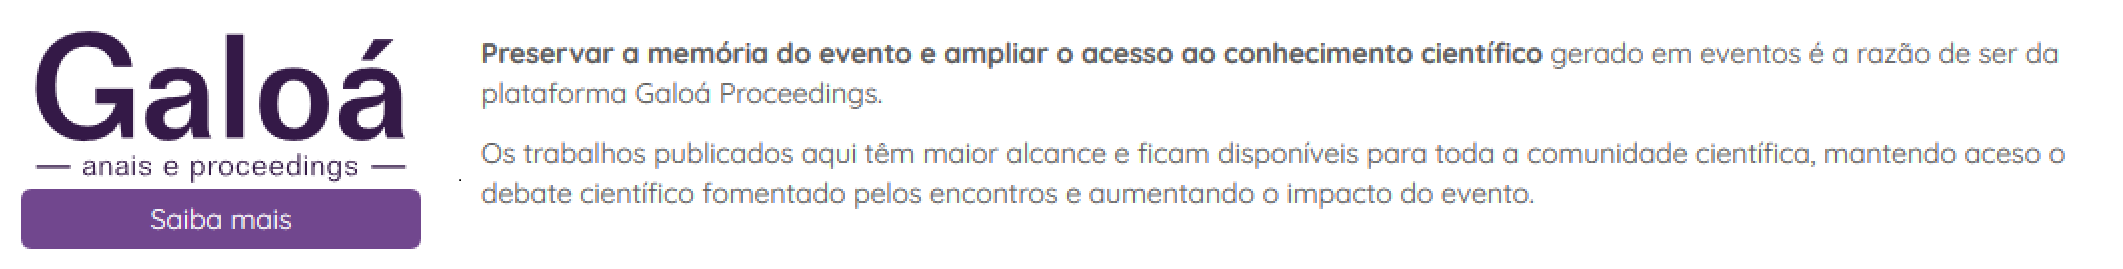 Galoá
anais e proceedings
Saiba mais
Preservar a memória do evento e ampliar o acesso ao conhecimento científico gerado em eventos é a razão de ser da
plataforma Galoá Proceedings.
Os trabalhos publicados aqui têm maior alcance e ficam disponíveis para toda a comunidade científica, mantendo aceso o
debate científico fomentado pelos encontros e aumentando o impacto do evento.